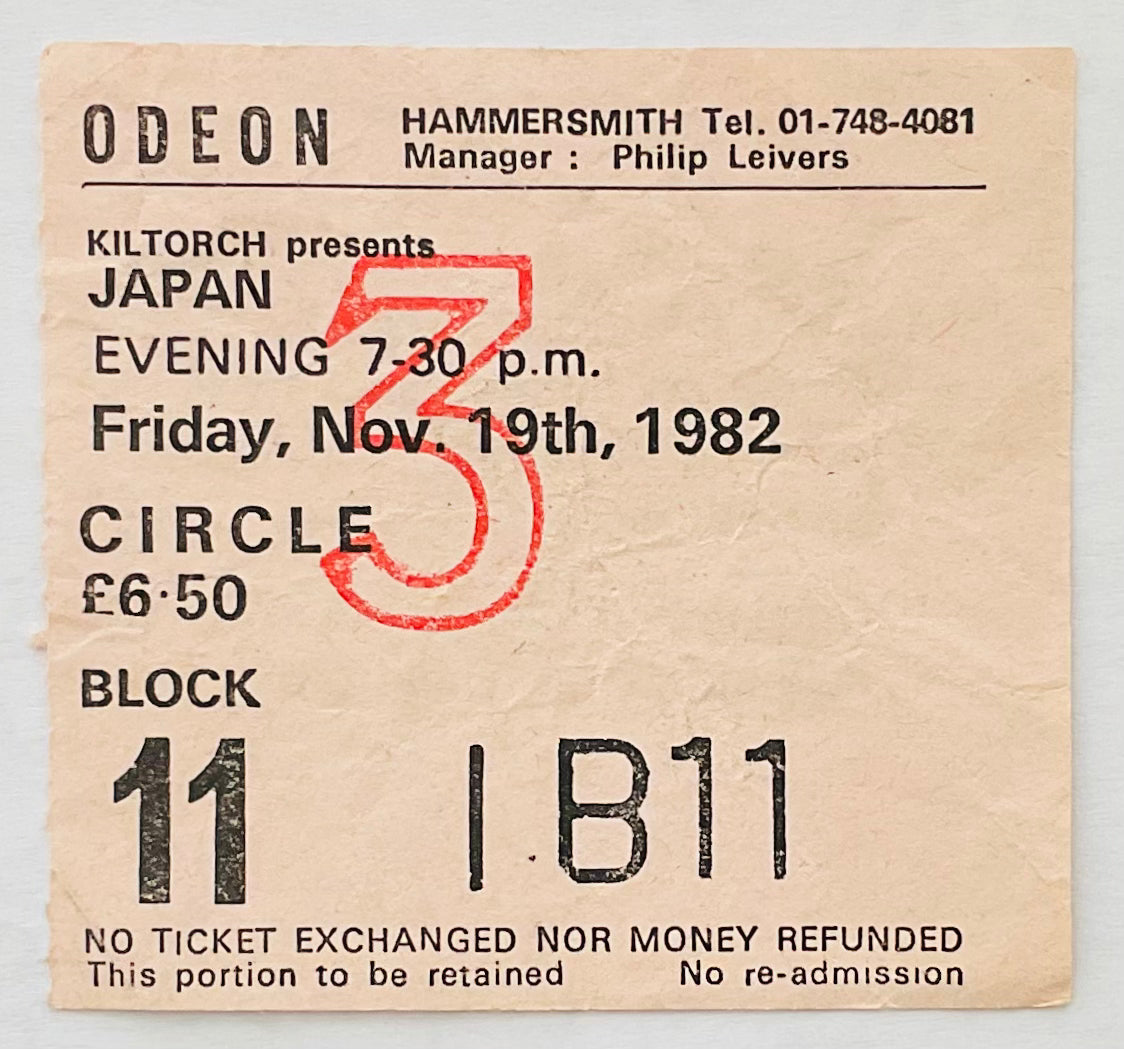 ODEON HAMMERSMITH Tel. 01-748-4081
Manager : Philip Leivers
KILTORCH presents
JAPAN
3
EVENING 7-30 p.m.
Friday, Nov. 19th, 1982
CIRCLE
£6·50
BLOCK
11 I B11
NO TICKET EXCHANGED NOR MONEY REFUNDED
This portion to be retained No re-admission